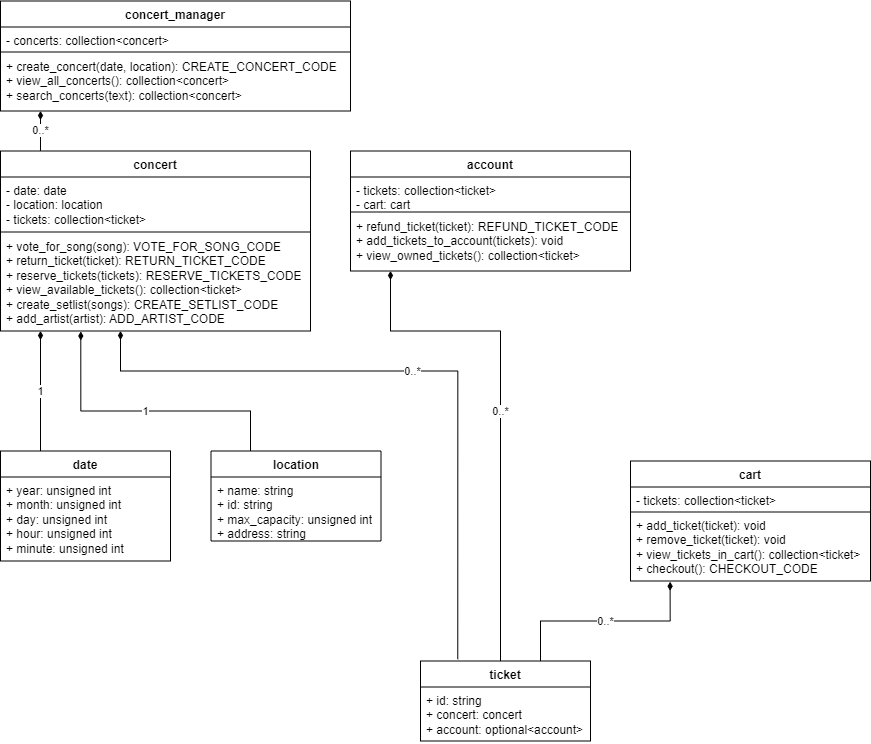 concert_manager
- concerts: collection<concert>
+ create_concert(date, location): CREATE_CONCERT_CODE
+ view_all_concerts(): collection<concert>
+ search_concerts(text): collection<concert>
0..*
concert
- date: date
- location: location
- tickets: collection<ticket>
+ vote_for_song(song): VOTE_FOR_SONG_CODE
+ return_ticket(ticket): RETURN_TICKET_CODE
+ reserve_tickets(tickets): RESERVE_TICKETS_CODE
+ view_available_tickets(): collection<ticket>
+ create_setlist(songs): CREATE_SETLIST_CODE
+ add_artist(artist): ADD_ARTIST_CODE
account
- tickets: collection<ticket>
- cart: cart
+ refund_ticket(ticket): REFUND_TICKET_CODE
+ add_tickets_to_account(tickets): void
+ view_owned_tickets(): collection<ticket>
0..*
1
1
0..*
date
+ year: unsigned int
+ month: unsigned int
+ day: unsigned int
+ hour: unsigned int
+ minute: unsigned int
location
+ name: string
+ id: string
+ max_capacity: unsigned int
+ address: string
cart
- tickets: collection<ticket>
+ add_ticket(ticket): void
+ remove_ticket(ticket): void
+ view_tickets_in_cart(): collection<ticket>
+ checkout(): CHECKOUT_CODE
0..*
ticket
+ id: string
+ concert: concert
+ account: optional<account>